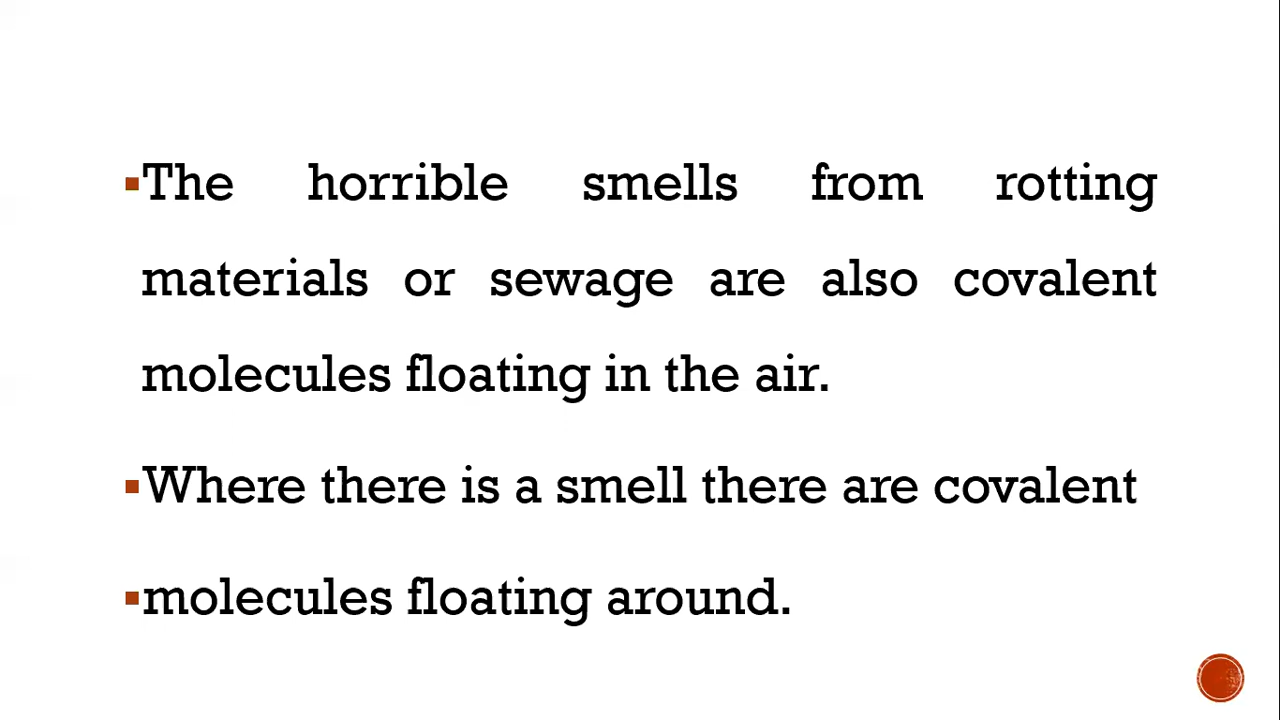 ▪The horrible smells from rotting
materials or sewage are also covalent
molecules floating in the air.
▪Where there is a smell there are covalent
▪molecules floating around.